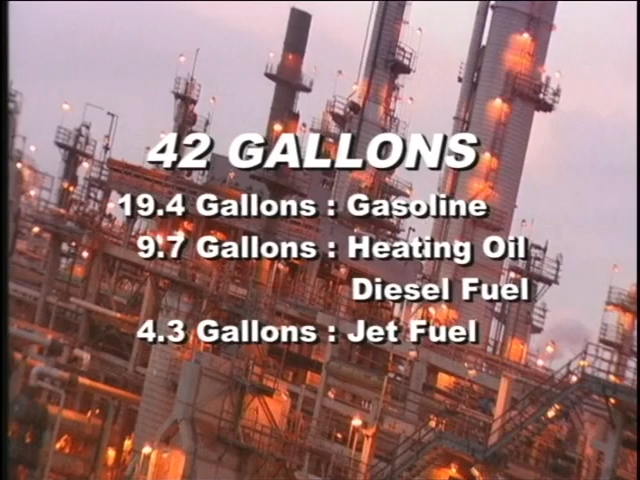 42 GALLONS
19.4 Gallons : Gasoline
9.7 Gallons : Heating Oil
Diesel Fuel
4.3 Gallons : Jet Fuel